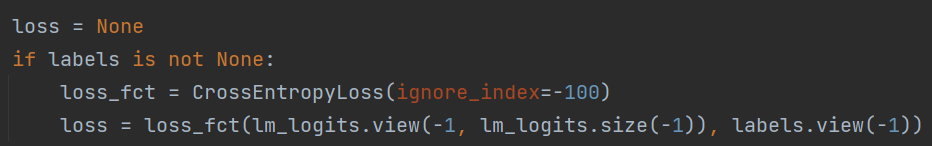 loss = None
if labels is not None:
    loss_fct = CrossEntropyLoss(ignore_index=-100)
    loss = loss_fct(lm_logits.view(-1, lm_logits.size(-1)), labels.view(-1))